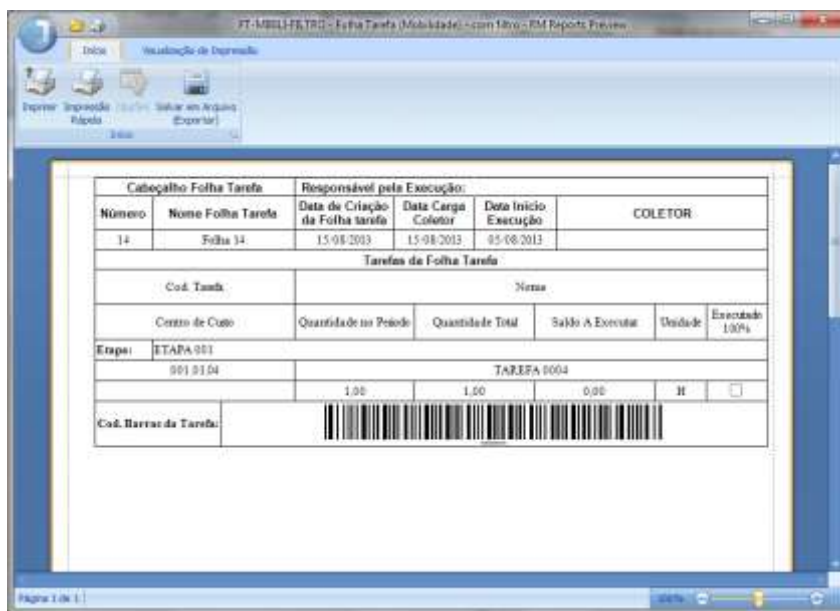 FT-MBILI-FILTRO - Folha Tarefa (Mobilidade) - com filtro - RM Reports Preview
Início Visualização de Impressão
Imprimir Impressão Rápida Opções Salvar em Arquivo (Exportar)
Início
Cabeçalho Folha Tarefa Responsável pela Execução:
Número Nome Folha Tarefa Data de Criação da Folha tarefa Data Carga Coletor Data Início Execução COLETOR
14 Folha 14 15/08/2013 15/08/2013 05/08/2013
Tarefas da Folha Tarefa
Cod. Tarefa Nome
Centro de Custo Quantidade no Período Quantidade Total Saldo A Executar Unidade Executado 100%
Etapa: ETAPA 001
001.01.04 TAREFA 0004
1,00 1,00 0,00 H
Cod. Barras da Tarefa:
Página 1 de 1
100%